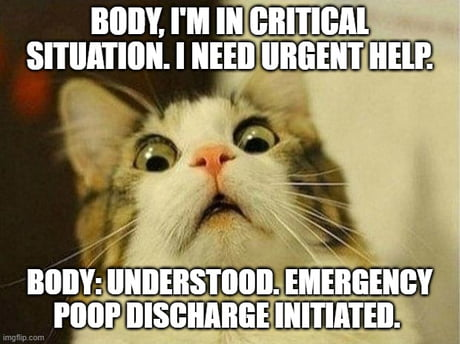 BODY, I'M IN CRITICAL
SITUATION. I NEED URGENT HELP.
BODY: UNDERSTOOD. EMERGENCY
POOP DISCHARGE INITIATED.
imgflip.com